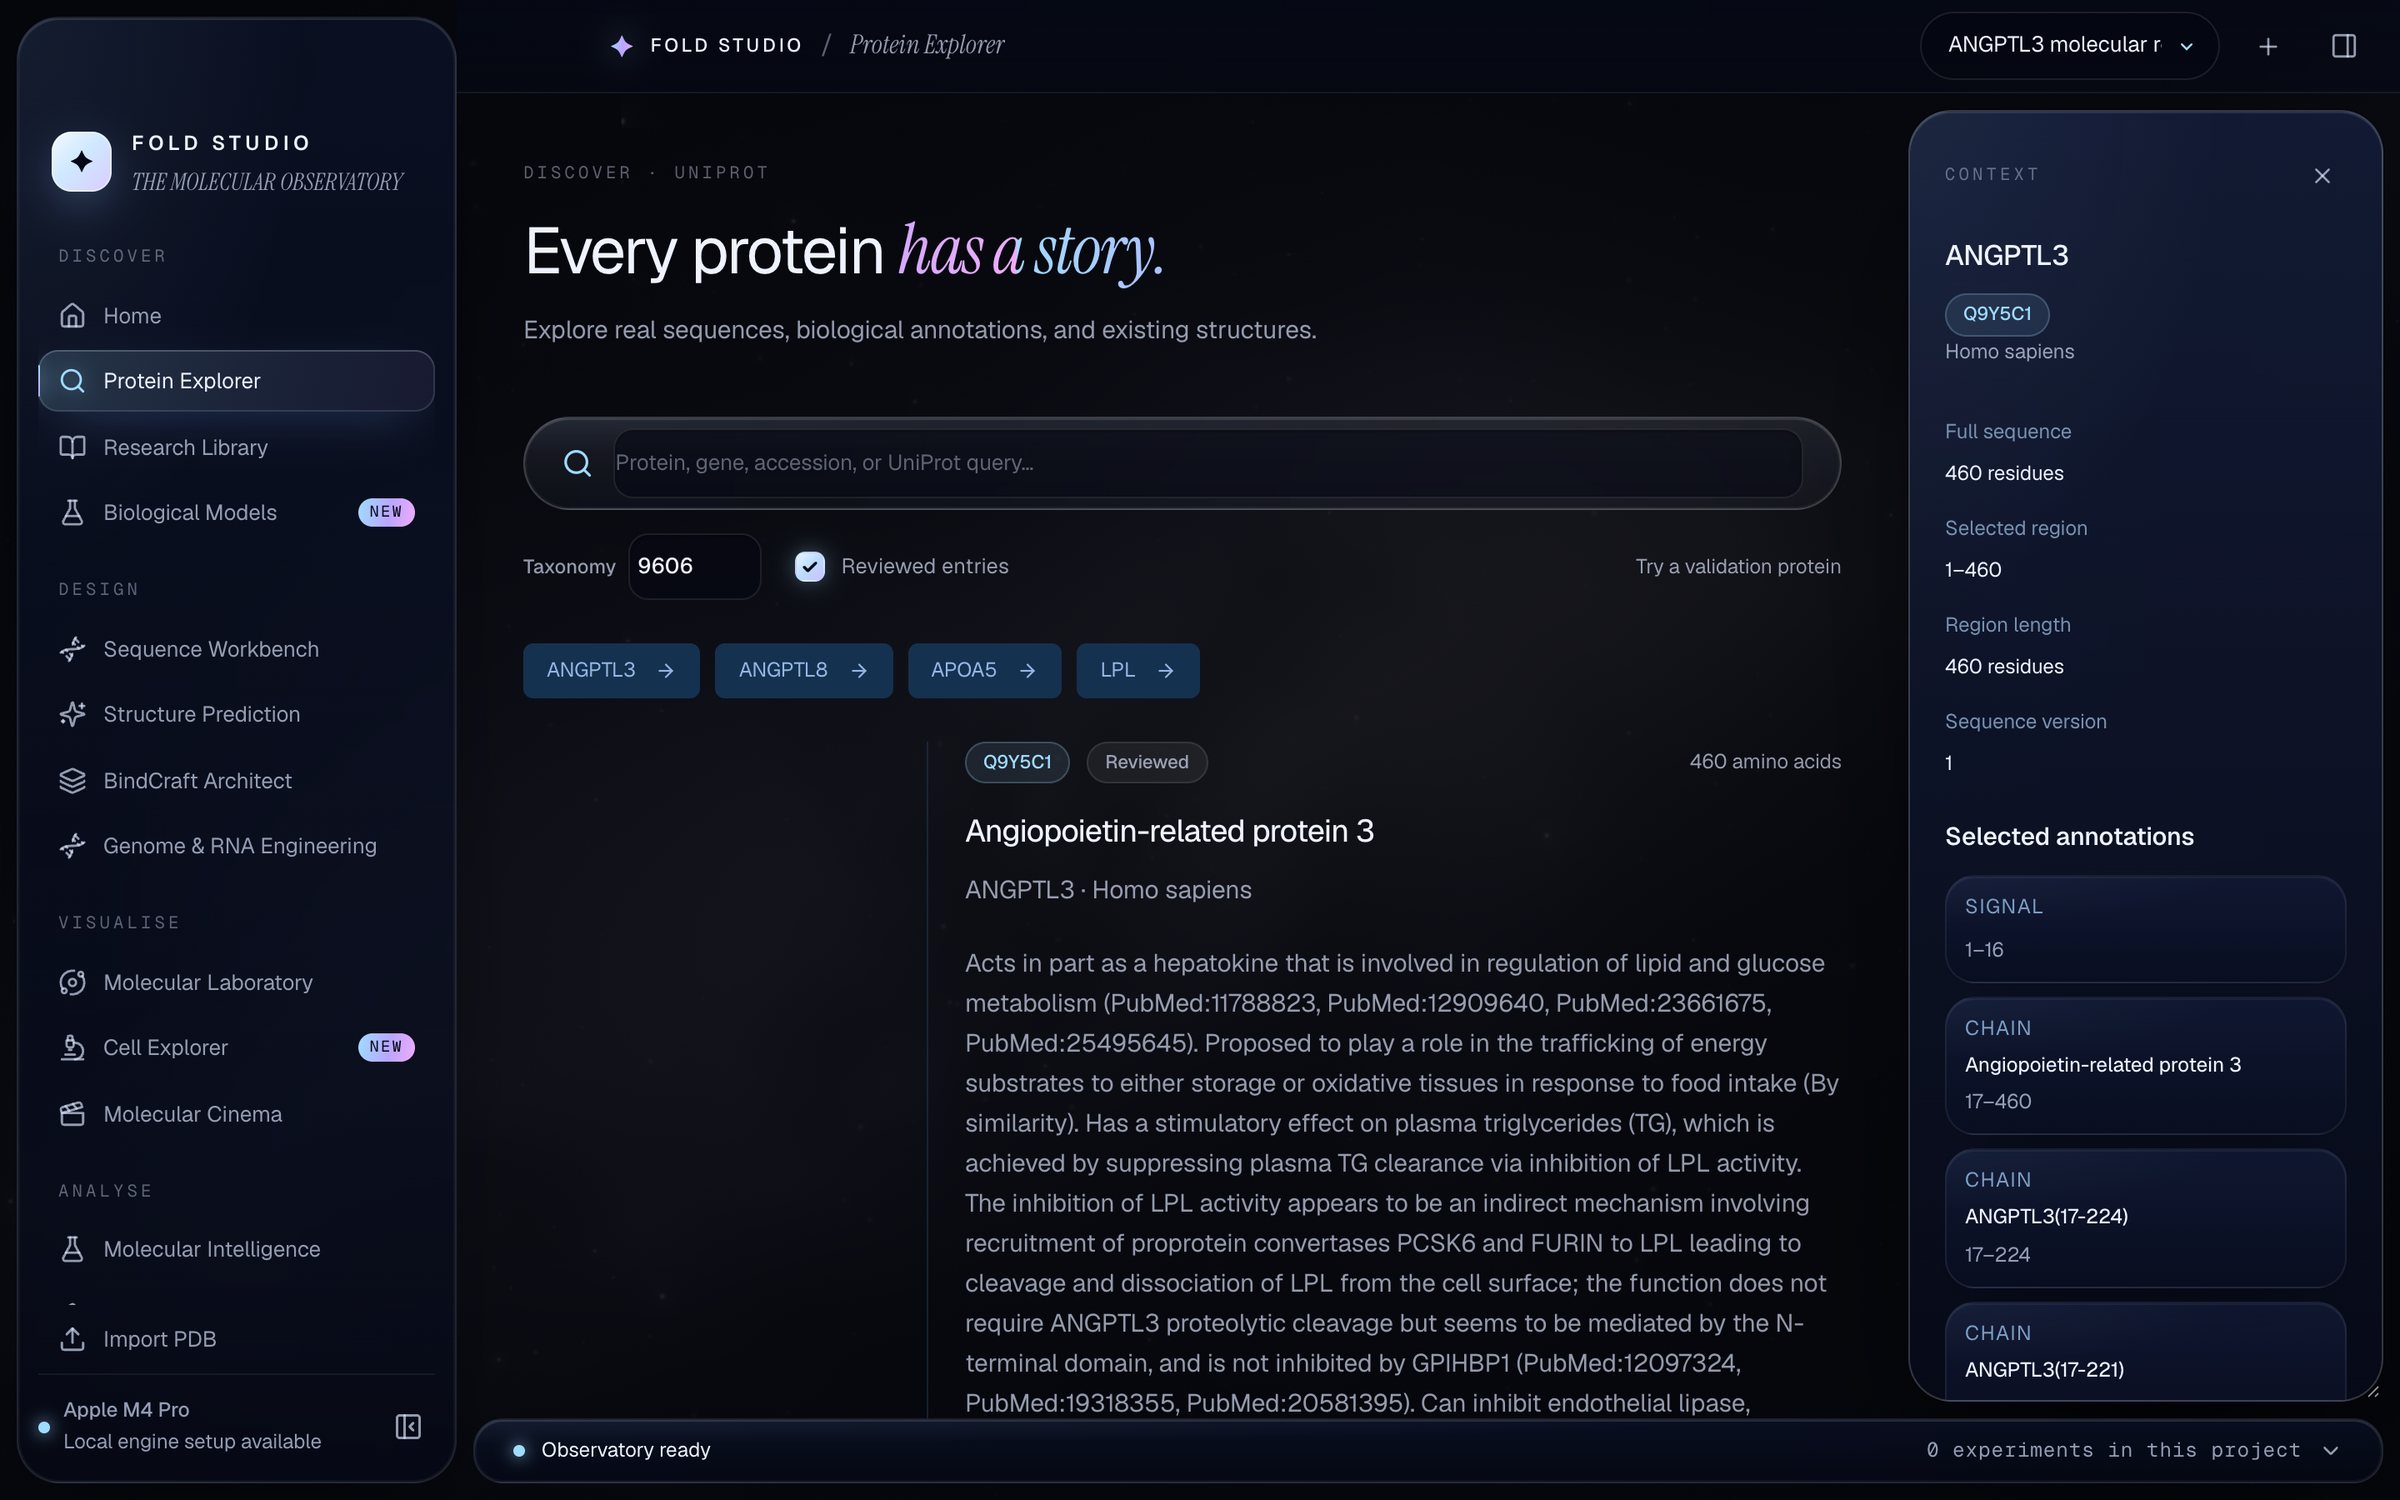 FOLD STUDIO
THE MOLECULAR OBSERVATORY
DISCOVER
Home
Protein Explorer
Research Library
Biological Models NEW
DESIGN
Sequence Workbench
Structure Prediction
BindCraft Architect
Genome & RNA Engineering
VISUALISE
Molecular Laboratory
Cell Explorer NEW
Molecular Cinema
ANALYSE
Molecular Intelligence
Import PDB
Apple M4 Pro
Local engine setup available
FOLD STUDIO / Protein Explorer
ANGPTL3 molecular r
DISCOVER · UNIPROT
Every protein has a story.
Explore real sequences, biological annotations, and existing structures.
Protein, gene, accession, or UniProt query...
Taxonomy 9606 Reviewed entries Try a validation protein
ANGPTL3 → ANGPTL8 → APOA5 → LPL →
Q9Y5C1 Reviewed 460 amino acids
Angiopoietin-related protein 3
ANGPTL3 · Homo sapiens
Acts in part as a hepatokine that is involved in regulation of lipid and glucose
metabolism (PubMed:11788823, PubMed:12909640, PubMed:23661675,
PubMed:25495645). Proposed to play a role in the trafficking of energy
substrates to either storage or oxidative tissues in response to food intake (By
similarity). Has a stimulatory effect on plasma triglycerides (TG), which is
achieved by suppressing plasma TG clearance via inhibition of LPL activity.
The inhibition of LPL activity appears to be an indirect mechanism involving
recruitment of proprotein convertases PCSK6 and FURIN to LPL leading to
cleavage and dissociation of LPL from the cell surface; the function does not
require ANGPTL3 proteolytic cleavage but seems to be mediated by the N-
terminal domain, and is not inhibited by GPIHBP1 (PubMed:12097324,
PubMed:19318355, PubMed:20581395). Can inhibit endothelial lipase,
CONTEXT
ANGPTL3
Q9Y5C1
Homo sapiens
Full sequence
460 residues
Selected region
1–460
Region length
460 residues
Sequence version
1
Selected annotations
SIGNAL
1–16
CHAIN
Angiopoietin-related protein 3
17–460
CHAIN
ANGPTL3(17-224)
17–224
CHAIN
ANGPTL3(17-221)
Observatory ready
0 experiments in this project